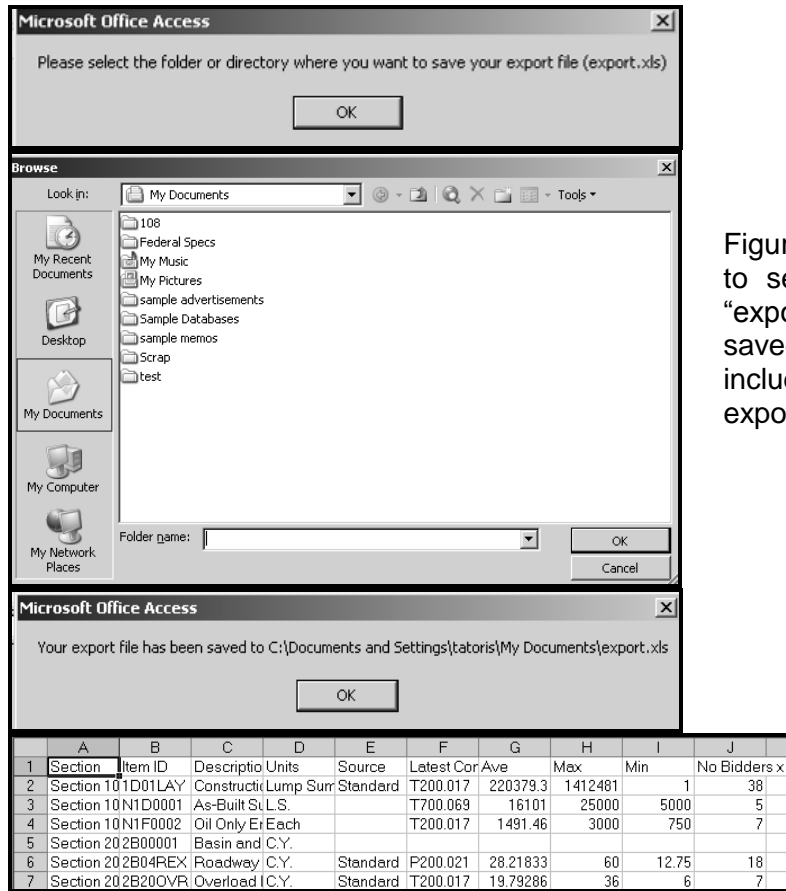 Microsoft Office Access
Please select the folder or directory where you want to save your export file (export.xls)
OK
Browse
Look in: My Documents Tools
My Recent Documents
Desktop
My Documents
My Computer
My Network Places
108
Federal Specs
My Music
My Pictures
sample advertisements
Sample Databases
sample memos
Scrap
test
Folder name:
OK
Cancel
Microsoft Office Access
Your export file has been saved to C:\Documents and Settings\tatoris\My Documents\export.xls
OK
A B C D E F G H I J
1 Section Item ID Descriptio Units Source Latest Cor Ave Max Min No Bidders x
2 Section 10 1D01LAY Constructi Lump Sum Standard T200.017 220379.3 1412481 1 38
3 Section 10 N1D0001 As-Built Su L.S. T700.069 16101 25000 5000 5
4 Section 10 N1F0002 Oil Only Er Each T200.017 1491.46 3000 750 7
5 Section 20 2B00001 Basin and C.Y.
6 Section 20 2B04REX Roadway C.Y. Standard P200.021 28.21833 60 12.75 18
7 Section 20 2B20OVR Overload C.Y. Standard T200.017 19.79286 36 6 7
Figur
to se
"expo
save
inclu
expo